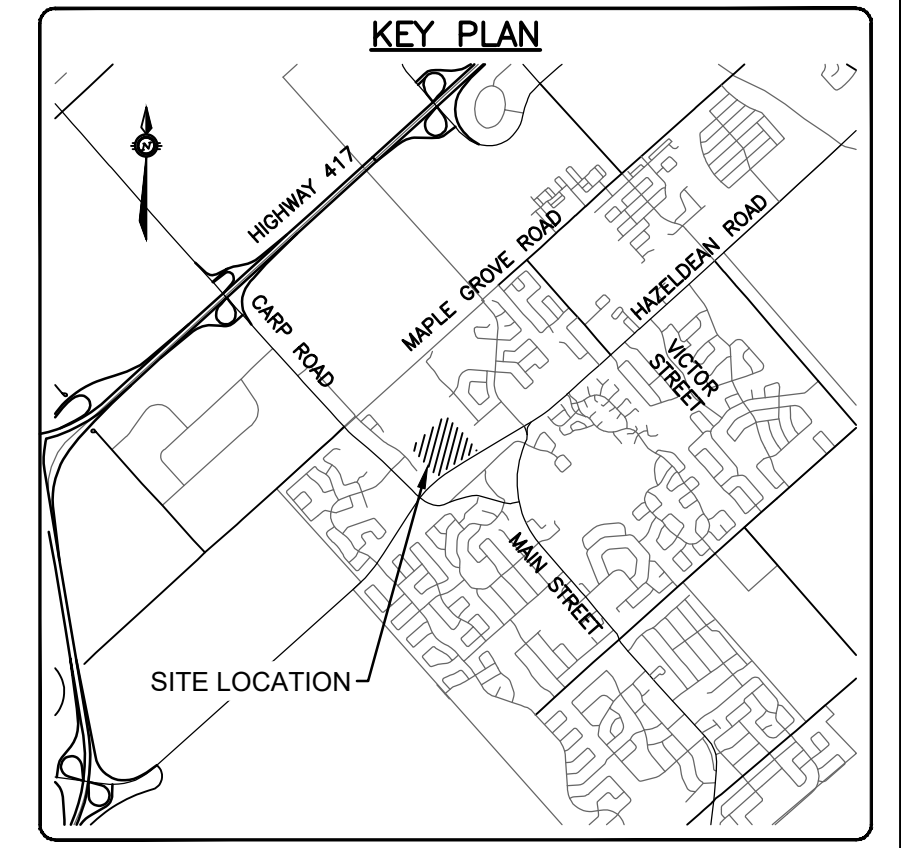 KEY PLAN
N
HIGHWAY 417
MAPLE GROVE ROAD
HAZELDEAN ROAD
CARP ROAD
VICTOR
STREET
MAIN STREET
SITE LOCATION